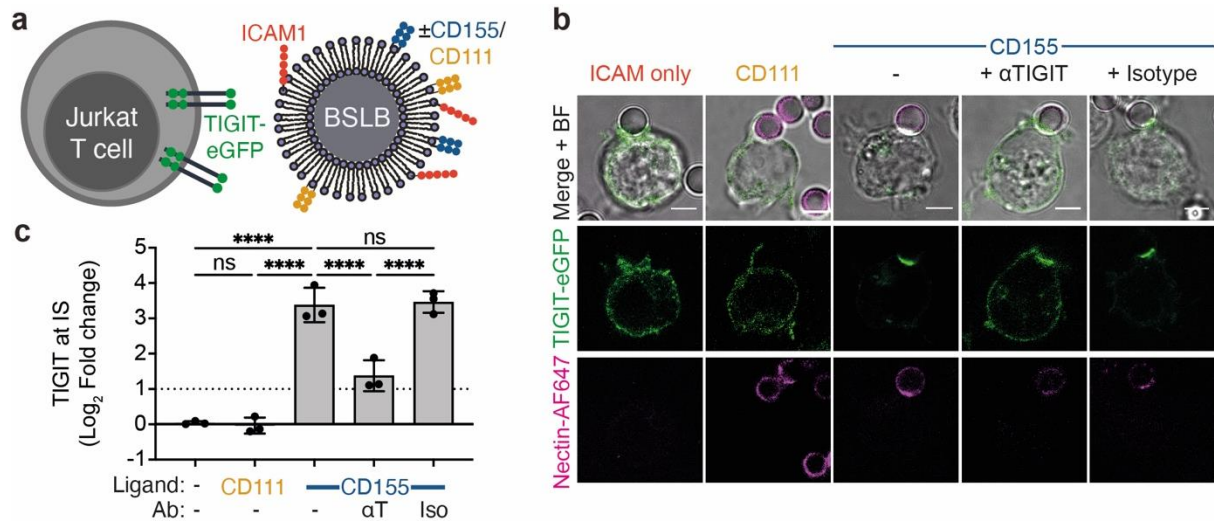 a
Jurkat
T cell
TIGIT-
eGFP
ICAM1
±CD155/
CD111
BSLB
b
CD155
ICAM only
CD111
-
+ αTIGIT
+ Isotype
Merge + BF
TIGIT-eGFP
Nectin-AF647
c
TIGIT at IS
(Log2 Fold change)
5
4
3
2
1
0
-1
**** ns
ns **** **** ****
Ligand: - CD111 CD155
Ab: - - - αT Iso